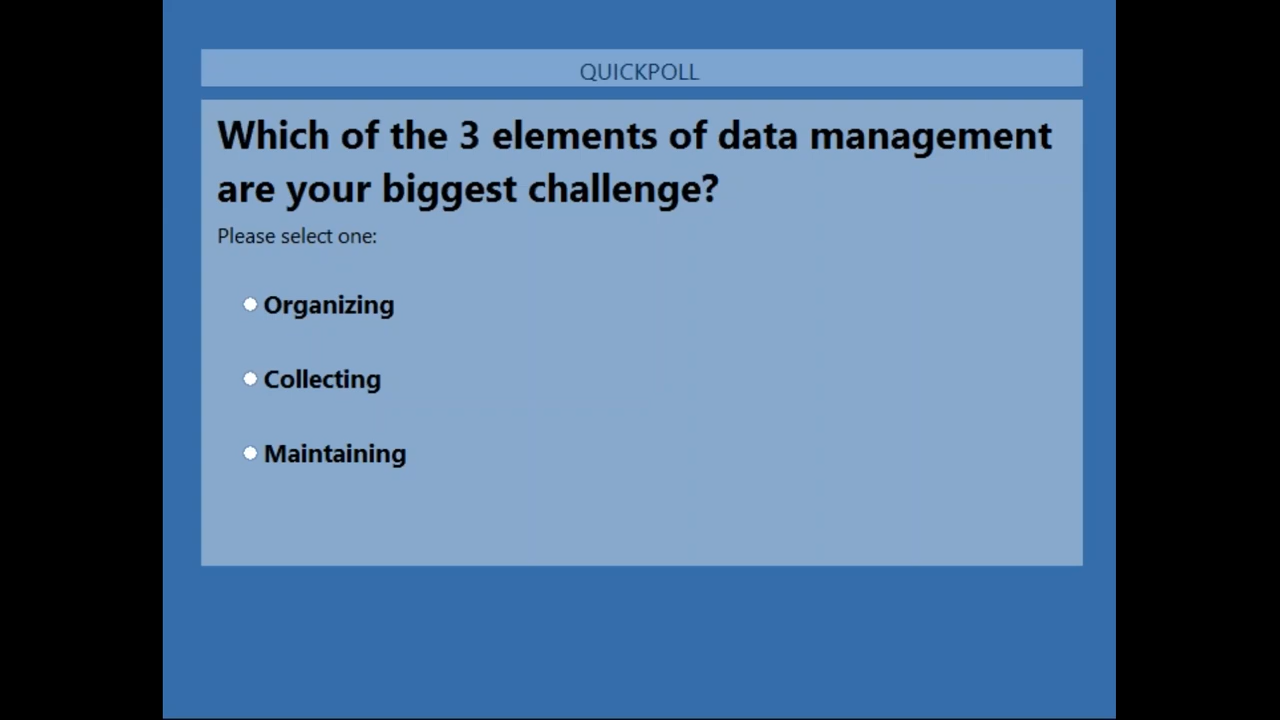 QUICKPOLL
Which of the 3 elements of data management
are your biggest challenge?
Please select one:
Organizing
Collecting
Maintaining